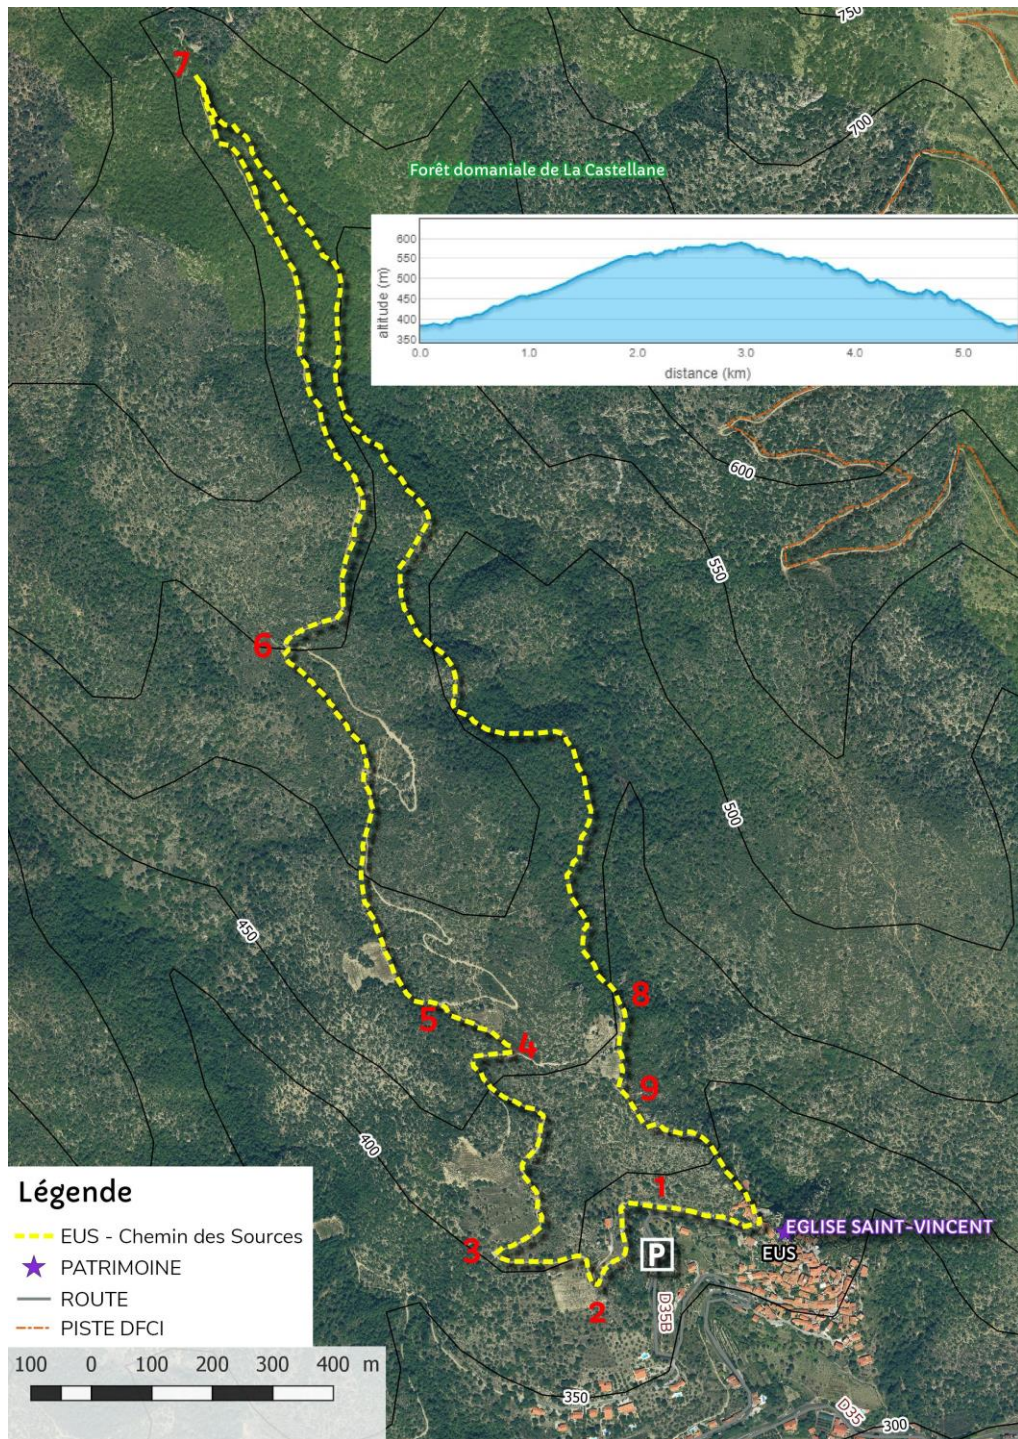 750
7
700
Forêt domaniale de La Castellane
600
550
500
450
400
350
altitude (m)
0.0 1.0 2.0 3.0 4.0 5.0
distance (km)
600
550
6
500
450
8
5
4
9
400
1
Légende
EUS - Chemin des Sources
PATRIMOINE
ROUTE
PISTE DFCI
EGLISE SAINT-VINCENT
EUS
P
3
2
D35B
100 0 100 200 300 400 m
350
D35
300